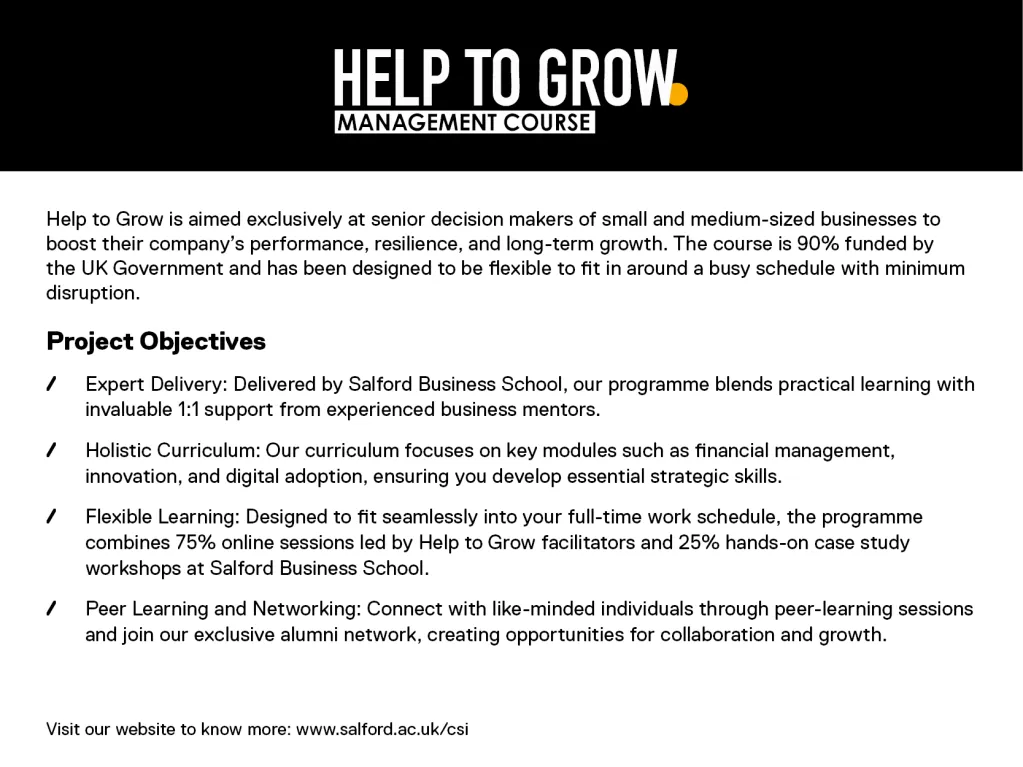 HELP TO GROW.
MANAGEMENT COURSE
Help to Grow is aimed exclusively at senior decision makers of small and medium-sized businesses to
boost their company’s performance, resilience, and long-term growth. The course is 90% funded by
the UK Government and has been designed to be flexible to fit in around a busy schedule with minimum
disruption.
Project Objectives
Expert Delivery: Delivered by Salford Business School, our programme blends practical learning with
invaluable 1:1 support from experienced business mentors.
Holistic Curriculum: Our curriculum focuses on key modules such as financial management,
innovation, and digital adoption, ensuring you develop essential strategic skills.
Flexible Learning: Designed to fit seamlessly into your full-time work schedule, the programme
combines 75% online sessions led by Help to Grow facilitators and 25% hands-on case study
workshops at Salford Business School.
Peer Learning and Networking: Connect with like-minded individuals through peer-learning sessions
and join our exclusive alumni network, creating opportunities for collaboration and growth.
Visit our website to know more: www.salford.ac.uk/csi